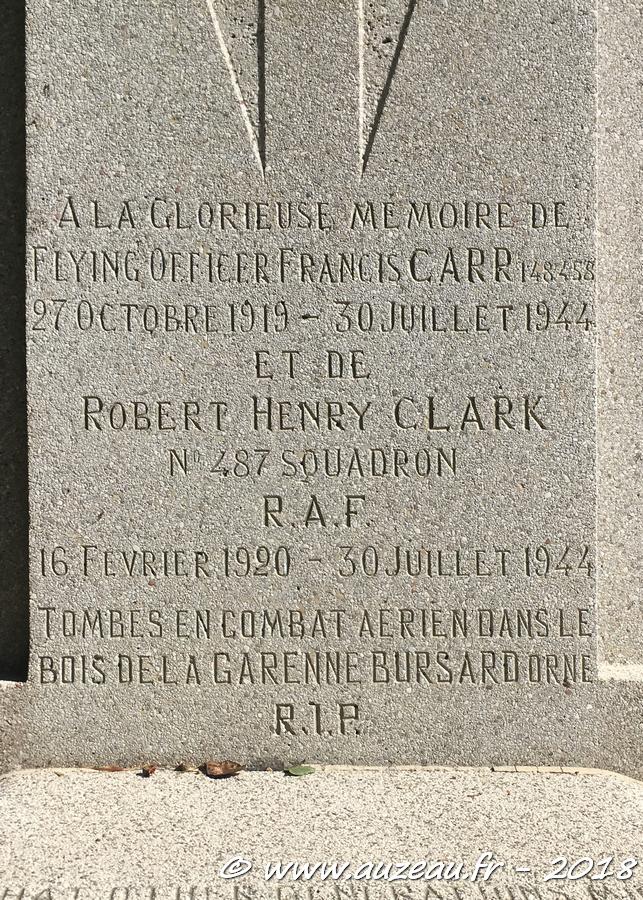 A LA GLORIEUSE MEMOIRE DE
FLYING OFFICER FRANCIS CARR 148458
27 OCTOBRE 1919 - 30 JUILLET 1944
ET DE
ROBERT HENRY CLARK
No 487 SQUADRON
R.A.F.
16 FEVRIER 1920 - 30 JUILLET 1944
TOMBES EN COMBAT AERIEN DANS LE
BOIS DE LA GARENNE BURSARD ORNE
R.I.P.
© www.auzeau.fr - 2018